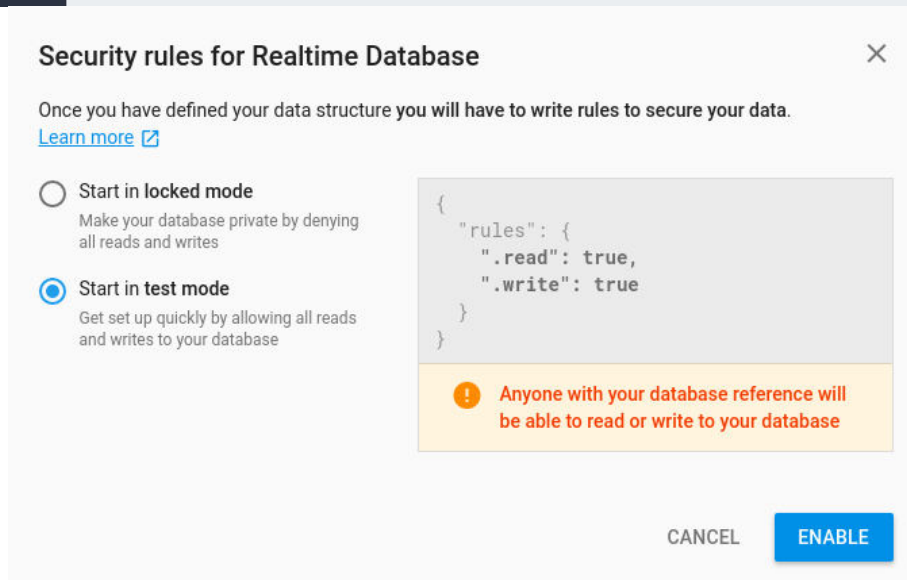 Security rules for Realtime Database
Once you have defined your data structure you will have to write rules to secure your data.
Learn more
Start in locked mode
Make your database private by denying
all reads and writes
Start in test mode
Get set up quickly by allowing all reads
and writes to your database
{
  "rules": {
    ".read": true,
    ".write": true
  }
}
Anyone with your database reference will
be able to read or write to your database
CANCEL
ENABLE